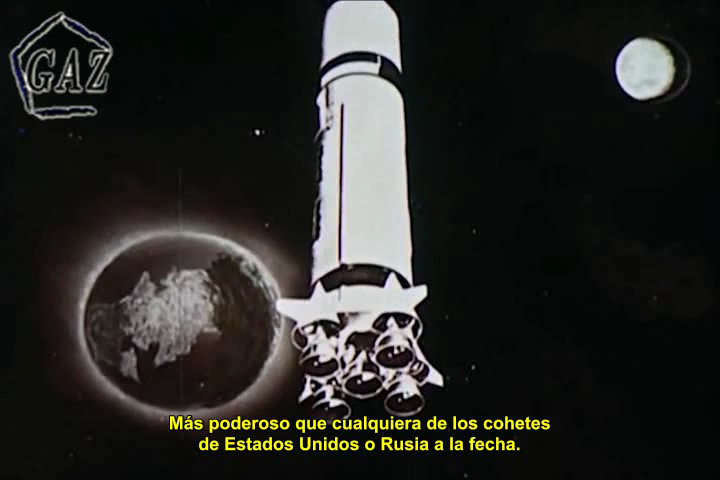 GAZ
Más poderoso que cualquiera de los cohetes
de Estados Unidos o Rusia a la fecha.